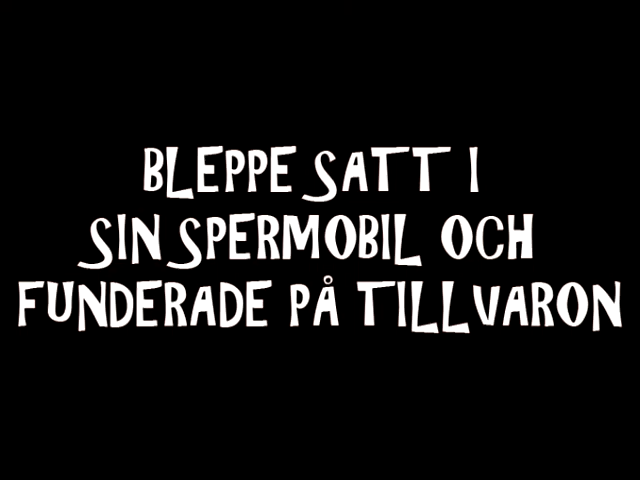 BLEPPE SATT I
SIN SPERMOBIL OCH
FUNDERADE PÅ TILLVARON